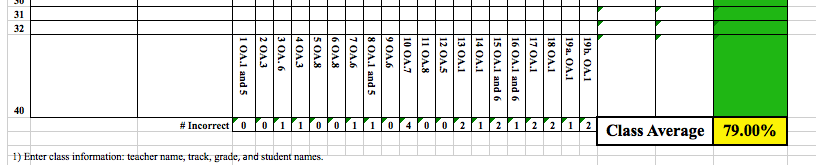 31
32
1 OA.1 and 5
2 OA.3
3 OA. 6
4 OA.3
5 OA.8
6 OA.8
7 OA.6
8 OA.1 and 5
9 OA.6
10 OA.7
11 OA.8
12 OA.5
13 OA.1
14 OA.1
15 OA.1 and 6
16 OA.1 and 6
17 OA.1
18 OA.1
19a. OA.1
19b. OA.1
40
# Incorrect 0 0 1 1 0 0 1 1 0 4 0 0 2 1 2 1 2 2 1 2
Class Average 79.00%
1) Enter class information: teacher name, track, grade, and student names.